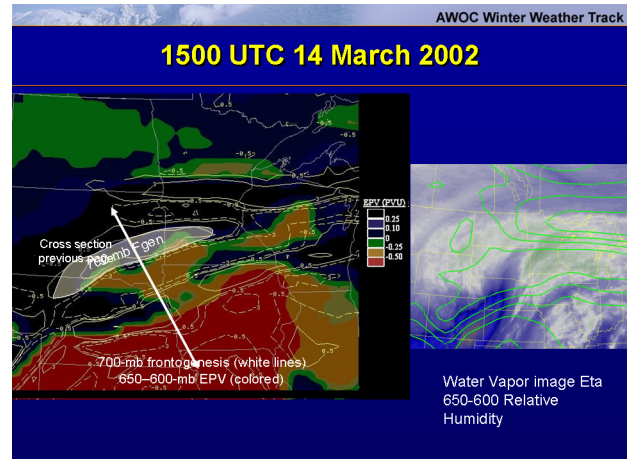 AWOC Winter Weather Track
1500 UTC 14 March 2002
EPV (PVU)
0.25
0.10
0
-0.25
-0.50
Cross section
previous
700-mb Fgen
700-mb frontogenesis (white lines)
650–600-mb EPV (colored)
Water Vapor image Eta
650-600 Relative
Humidity